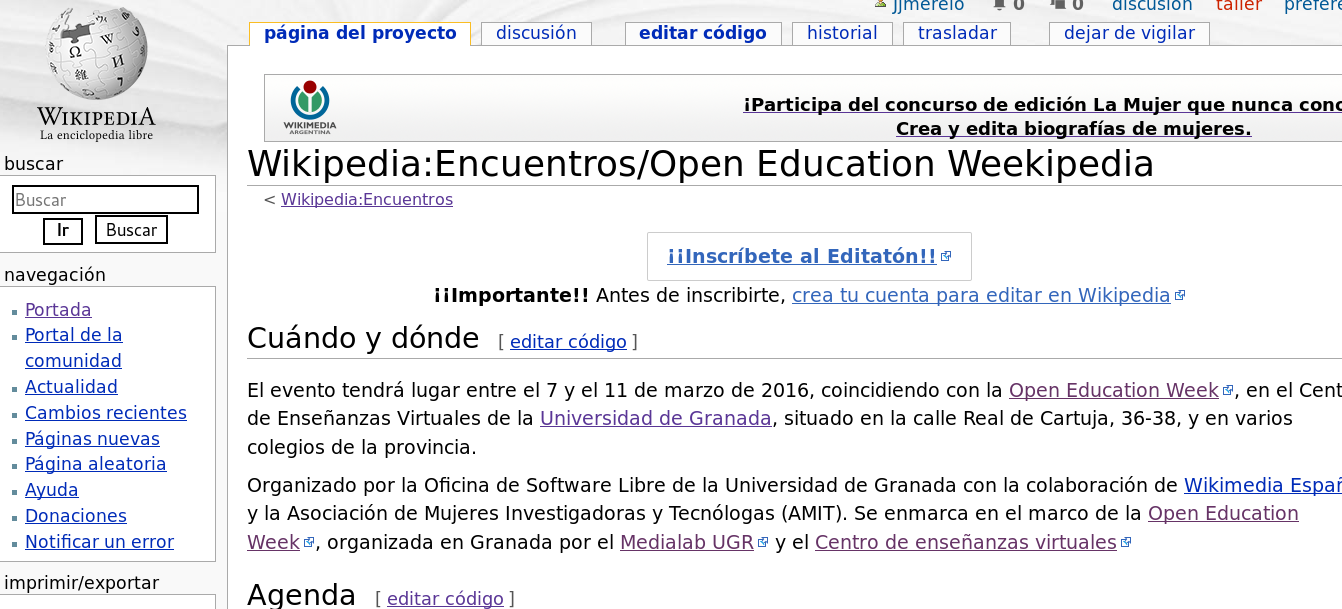 jjmerelo 0 0 discusión taller
página del proyecto discusión editar código historial trasladar dejar de vigilar
WIKIPEDIA
La enciclopedia libre
WIKIMEDIA
ARGENTINA
¡Participa del concurso de edición La Mujer que nunca
Crea y edita biografías de mujeres.
buscar
Buscar
Ir Buscar
navegación
Portada
Portal de la
comunidad
Actualidad
Cambios recientes
Páginas nuevas
Página aleatoria
Ayuda
Donaciones
Notificar un error
imprimir/exportar
Wikipedia:Encuentros/Open Education Weekipedia
< Wikipedia:Encuentros
¡¡Inscríbete al Editatón!!
¡¡Importante!! Antes de inscribirte, crea tu cuenta para editar en Wikipedia
Cuándo y dónde [ editar código ]
El evento tendrá lugar entre el 7 y el 11 de marzo de 2016, coincidiendo con la Open Education Week, en el
de Enseñanzas Virtuales de la Universidad de Granada, situado en la calle Real de Cartuja, 36-38, y en varios
colegios de la provincia.
Organizado por la Oficina de Software Libre de la Universidad de Granada con la colaboración de Wikimedia
y la Asociación de Mujeres Investigadoras y Tecnólogas (AMIT). Se enmarca en el marco de la Open Education
Week, organizada en Granada por el Medialab UGR y el Centro de enseñanzas virtuales
Agenda [ editar código ]